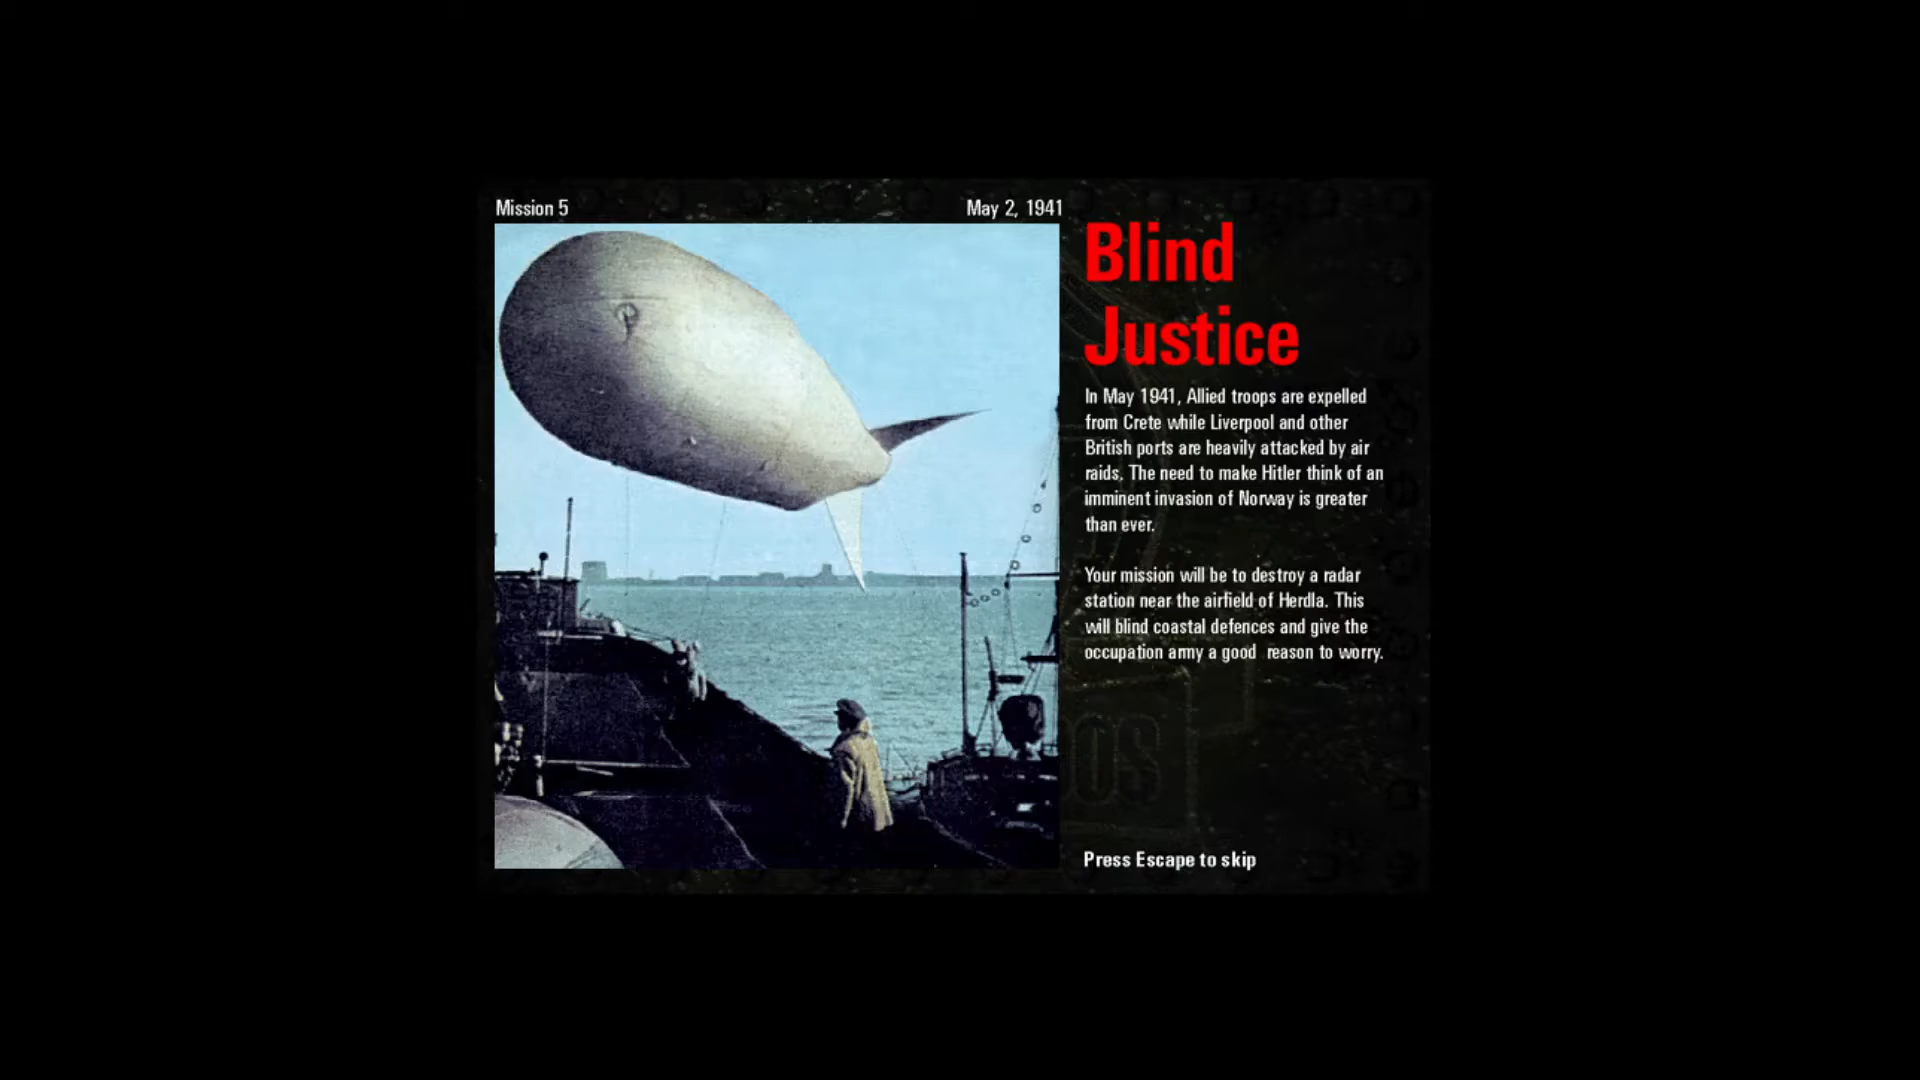 Mission 5
May 2, 1941
Blind
Justice
In May 1941, Allied troops are expelled
from Crete while Liverpool and other
British ports are heavily attacked by air
raids. The need to make Hitler think of an
imminent invasion of Norway is greater
than ever.
Your mission will be to destroy a radar
station near the airfield of Herdla. This
will blind coastal defences and give the
occupation army a good  reason to worry.
Press Escape to skip